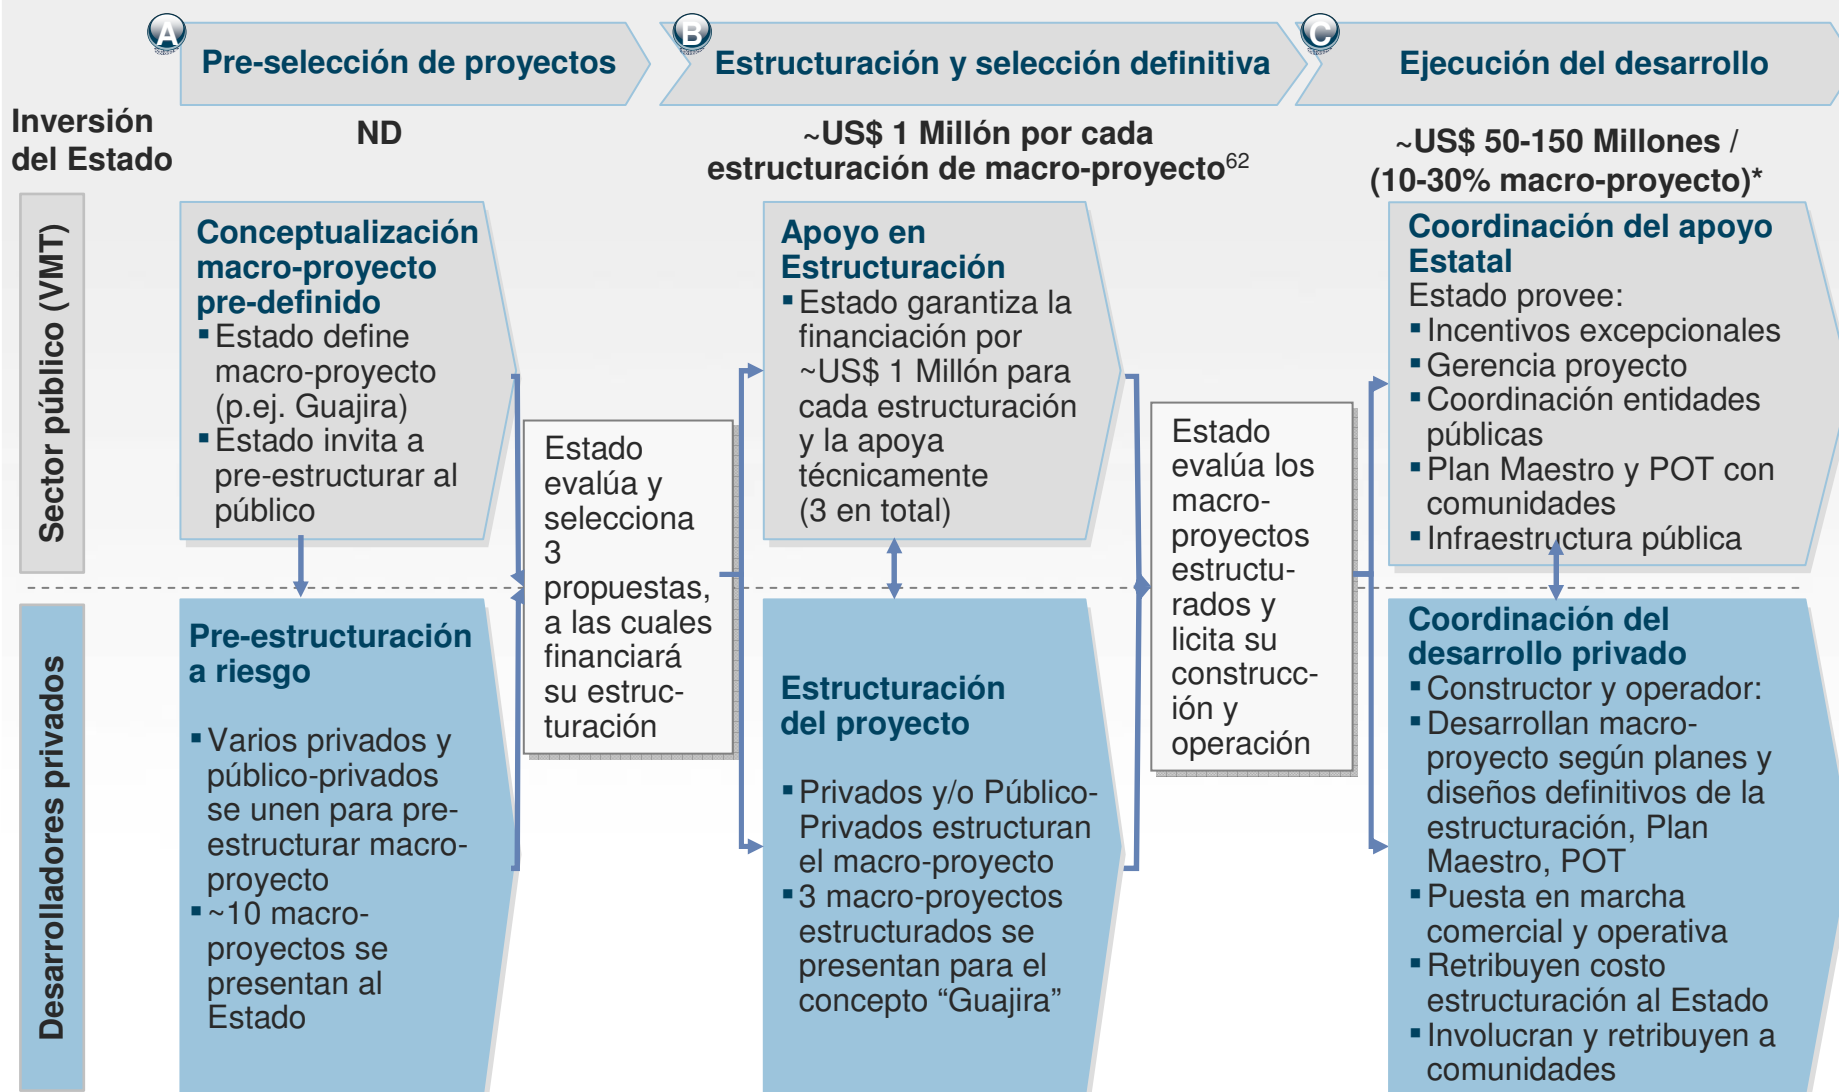 A
Pre-selección de proyectos
B
Estructuración y selección definitiva
C
Ejecución del desarrollo
Inversión
del Estado
ND
~US$ 1 Millón por cada
estructuración de macro-proyecto62
~US$ 50-150 Millones /
(10-30% macro-proyecto)*
Sector público (VMT)
Conceptualización
macro-proyecto
pre-definido
▪ Estado define
macro-proyecto
(p.ej. Guajira)
▪ Estado invita a
pre-estructurar al
público
Estado
evalúa y
selecciona
3
propuestas,
a las cuales
financiará
su estruc-
turación
Apoyo en
Estructuración
▪ Estado garantiza la
financiación por
~US$ 1 Millón para
cada estructuración
y la apoya
técnicamente
(3 en total)
Estado
evalúa los
macro-
proyectos
estructu-
rados y
licita su
construcc-
ión y
operación
Coordinación del apoyo
Estatal
Estado provee:
▪ Incentivos excepcionales
▪ Gerencia proyecto
▪ Coordinación entidades
públicas
▪ Plan Maestro y POT con
comunidades
▪ Infraestructura pública
Desarrolladores privados
Pre-estructuración
a riesgo
▪ Varios privados y
público-privados
se unen para pre-
estructurar macro-
proyecto
▪ ~10 macro-
proyectos se
presentan al
Estado
Estructuración
del proyecto
▪ Privados y/o Público-
Privados estructuran
el macro-proyecto
▪ 3 macro-proyectos
estructurados se
presentan para el
concepto “Guajira”
Coordinación del
desarrollo privado
▪ Constructor y operador:
▪ Desarrollan macro-
proyecto según planes y
diseños definitivos de la
estructuración, Plan
Maestro, POT
▪ Puesta en marcha
comercial y operativa
▪ Retribuyen costo
estructuración al Estado
▪ Involucran y retribuyen a
comunidades